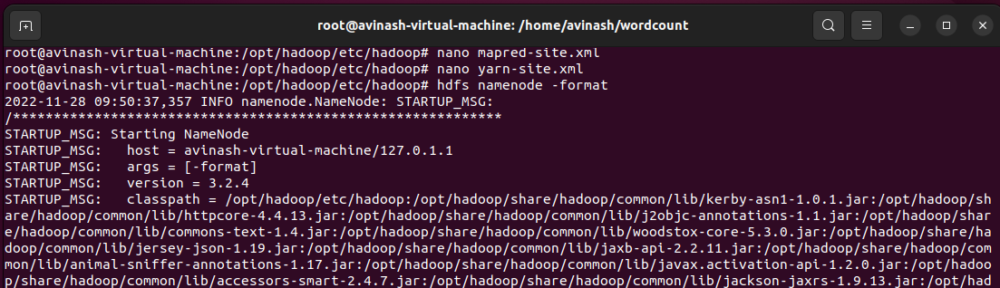 root@avinash-virtual-machine: /home/avinash/wordcount
root@avinash-virtual-machine:/opt/hadoop/etc/hadoop# nano mapred-site.xml
root@avinash-virtual-machine:/opt/hadoop/etc/hadoop# nano yarn-site.xml
root@avinash-virtual-machine:/opt/hadoop/etc/hadoop# hdfs namenode -format
2022-11-28 09:50:37,357 INFO namenode.NameNode: STARTUP_MSG:
/************************************************************
STARTUP_MSG: Starting NameNode
STARTUP_MSG:   host = avinash-virtual-machine/127.0.1.1
STARTUP_MSG:   args = [-format]
STARTUP_MSG:   version = 3.2.4
STARTUP_MSG:   classpath = /opt/hadoop/etc/hadoop:/opt/hadoop/share/hadoop/common/lib/kerby-asn1-1.0.1.jar:/opt/hadoop/sh
are/hadoop/common/lib/httpcore-4.4.13.jar:/opt/hadoop/share/hadoop/common/lib/j2objc-annotations-1.1.jar:/opt/hadoop/shar
e/hadoop/common/lib/commons-text-1.4.jar:/opt/hadoop/share/hadoop/common/lib/woodstox-core-5.3.0.jar:/opt/hadoop/share/ha
doop/common/lib/jersey-json-1.19.jar:/opt/hadoop/share/hadoop/common/lib/jaxb-api-2.2.11.jar:/opt/hadoop/share/hadoop/com
mon/lib/animal-sniffer-annotations-1.17.jar:/opt/hadoop/share/hadoop/common/lib/javax.activation-api-1.2.0.jar:/opt/hadoo
p/share/hadoop/common/lib/accessors-smart-2.4.7.jar:/opt/hadoop/share/hadoop/common/lib/jackson-jaxrs-1.9.13.jar:/opt/had